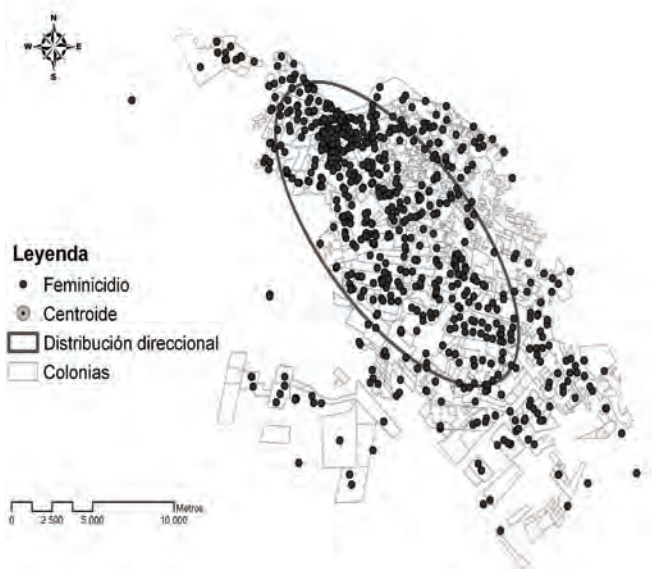 N
W E
S
Leyenda
Feminicidio
Centroide
Distribución direccional
Colonias
Metros
0 2 500 5 000 10 000